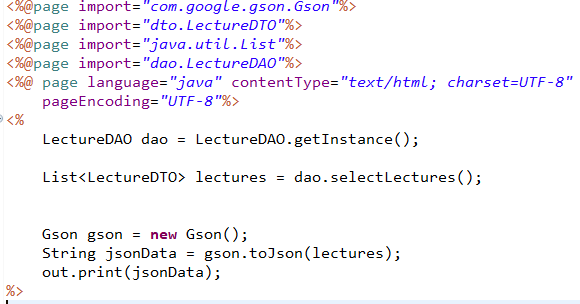 <%@page import="com.google.gson.Gson"%>
<%@page import="dto.LectureDTO"%>
<%@page import="java.util.List"%>
<%@page import="dao.LectureDAO"%>
<%@ page language="java" contentType="text/html; charset=UTF-8"
    pageEncoding="UTF-8"%>
<%
    LectureDAO dao = LectureDAO.getInstance();
    List<LectureDTO> lectures = dao.selectLectures();
    Gson gson = new Gson();
    String jsonData = gson.toJson(lectures);
    out.print(jsonData);
%>